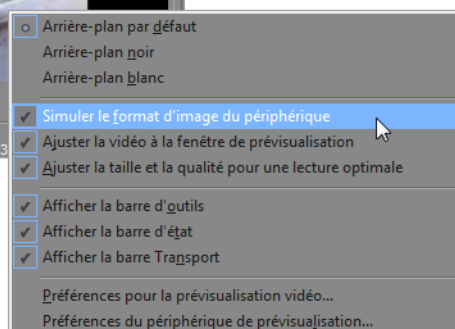 Arrière-plan par défaut
Arrière-plan noir
Arrière-plan blanc
Simuler le format d'image du périphérique
Ajuster la vidéo à la fenêtre de prévisualisation
Ajuster la taille et la qualité pour une lecture optimale
Afficher la barre d'outils
Afficher la barre d'état
Afficher la barre Transport
Préférences pour la prévisualisation vidéo...
Préférences du périphérique de prévisualisation...